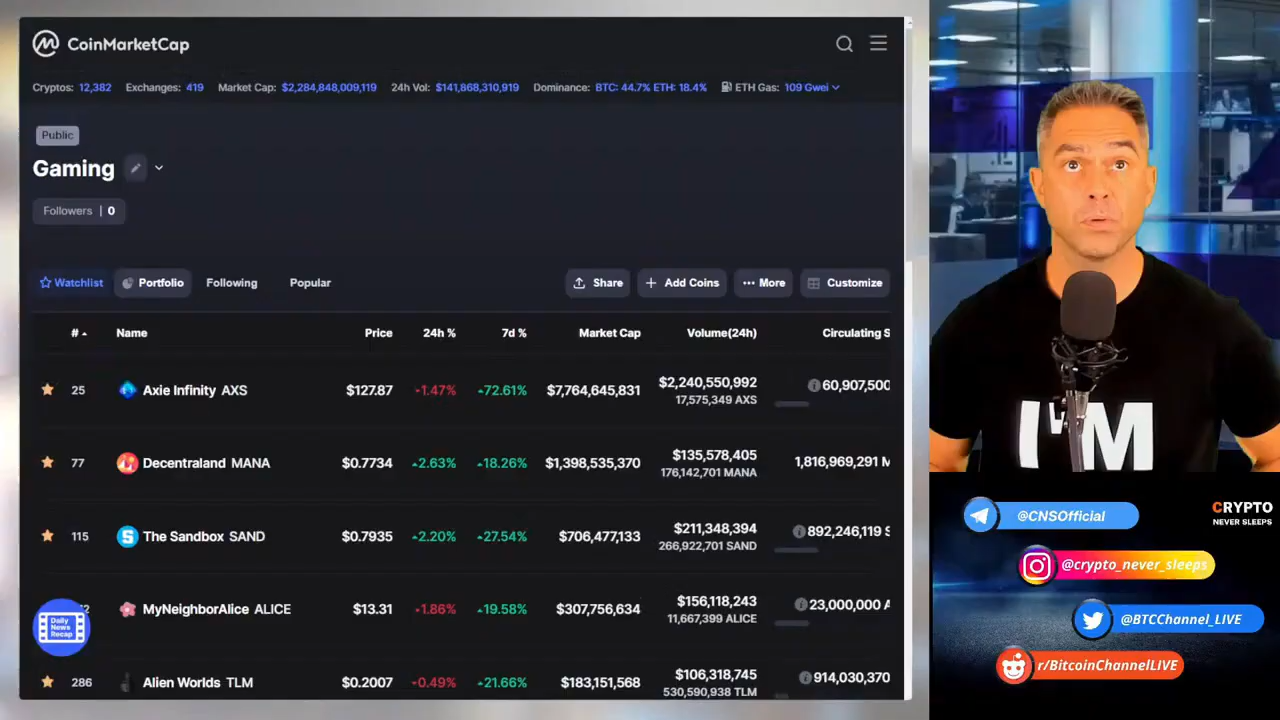 CoinMarketCap
Cryptos: 12,382 Exchanges: 419 Market Cap: $2,284,848,009,119 24h Vol: $141,868,310,919 Dominance: BTC: 44.7% ETH: 18.4% ETH Gas: 109 Gwei
Public
Gaming
Followers | 0
Watchlist Portfolio Following Popular Share + Add Coins ••• More Customize
# Name Price 24h % 7d % Market Cap Volume(24h) Circulating S
25 Axie Infinity AXS $127.87 1.47% 72.61% $7,764,645,831 $2,240,550,992 60,907,500
17,575,349 AXS
77 Decentraland MANA $0.7734 2.63% 18.26% $1,398,535,370 $135,578,405 1,816,969,291 M
176,142,701 MANA
115 The Sandbox SAND $0.7935 2.20% 27.54% $706,477,133 $211,348,394 892,246,119 S
266,922,701 SAND
MyNeighborAlice ALICE $13.31 1.86% 19.58% $307,756,634 $156,118,243 23,000,000 A
11,667,399 ALICE
286 Alien Worlds TLM $0.2007 0.49% 21.66% $183,151,568 $106,318,745 914,030,370
530,590,938 TLM
Daily
News
Recap
I'M
@CNSOfficial
CRYPTO
NEVER SLEEPS
@crypto_never_sleeps
@BTCChannel_LIVE
r/BitcoinChannelLIVE